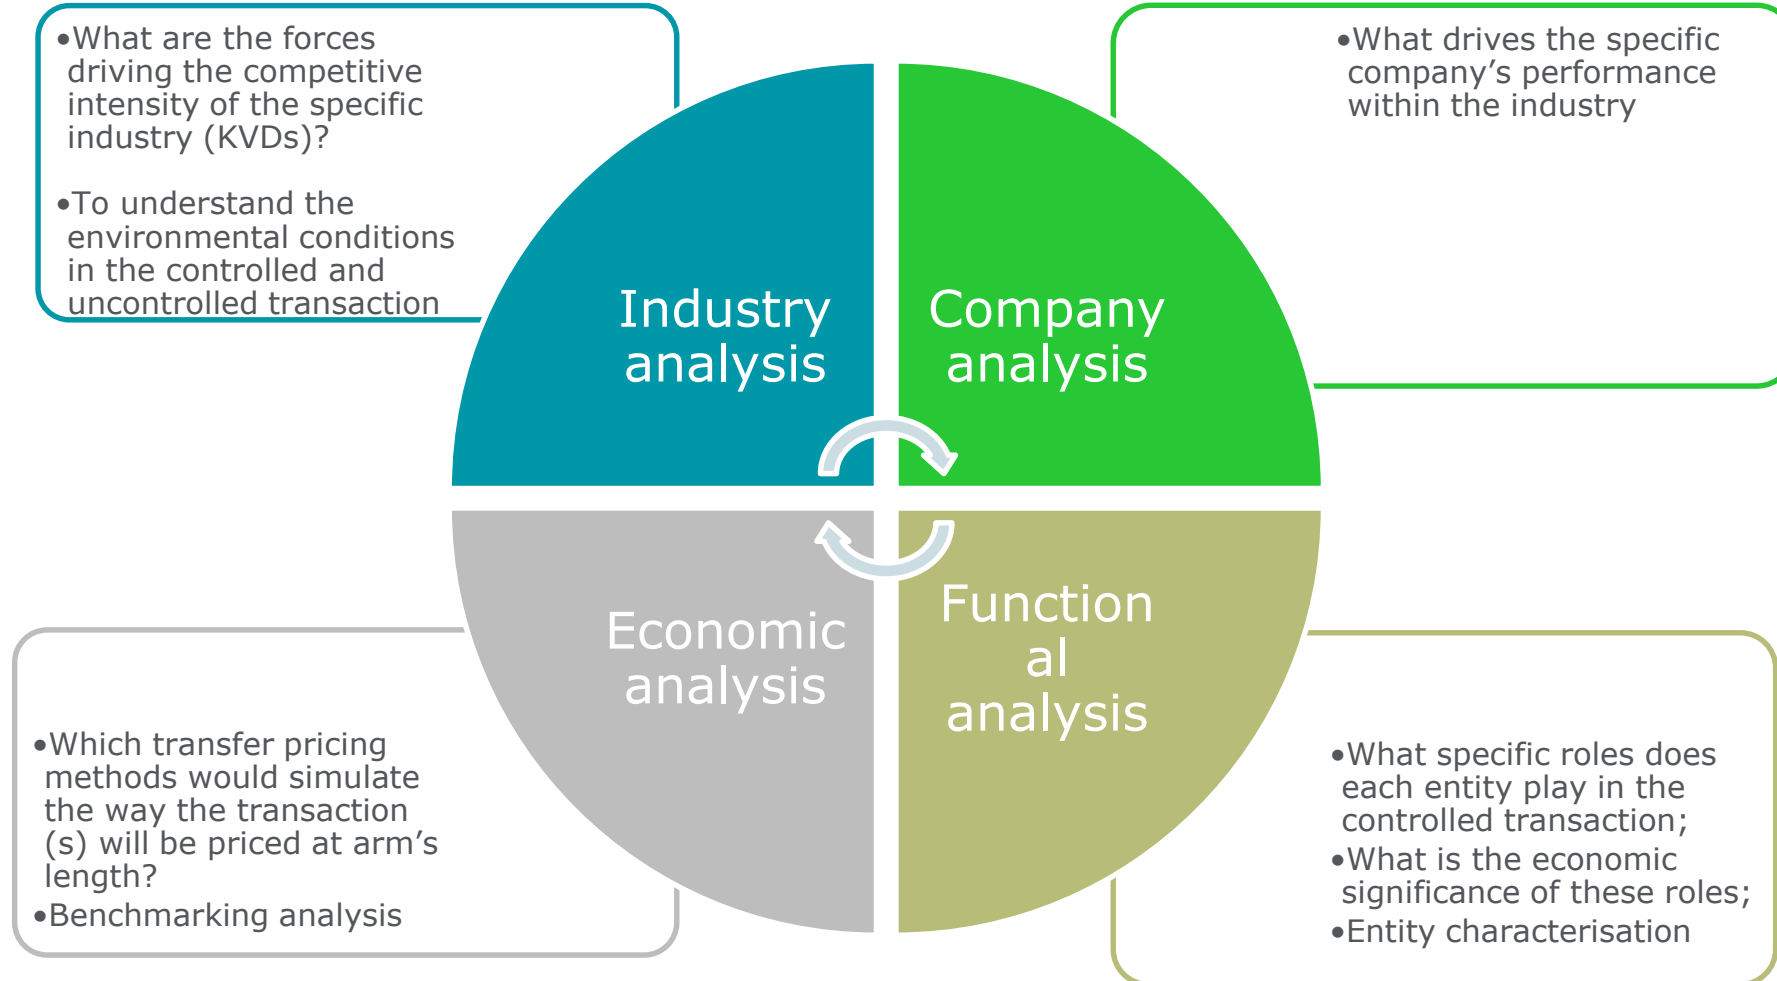 •What are the forces
driving the competitive
intensity of the specific
industry (KVDs)?
•To understand the
environmental conditions
in the controlled and
uncontrolled transaction
•What drives the specific
company’s performance
within the industry
Industry
analysis
Company
analysis
Economic
analysis
Function
al
analysis
•Which transfer pricing
methods would simulate
the way the transaction
(s) will be priced at arm’s
length?
•Benchmarking analysis
•What specific roles does
each entity play in the
controlled transaction;
•What is the economic
significance of these roles;
•Entity characterisation